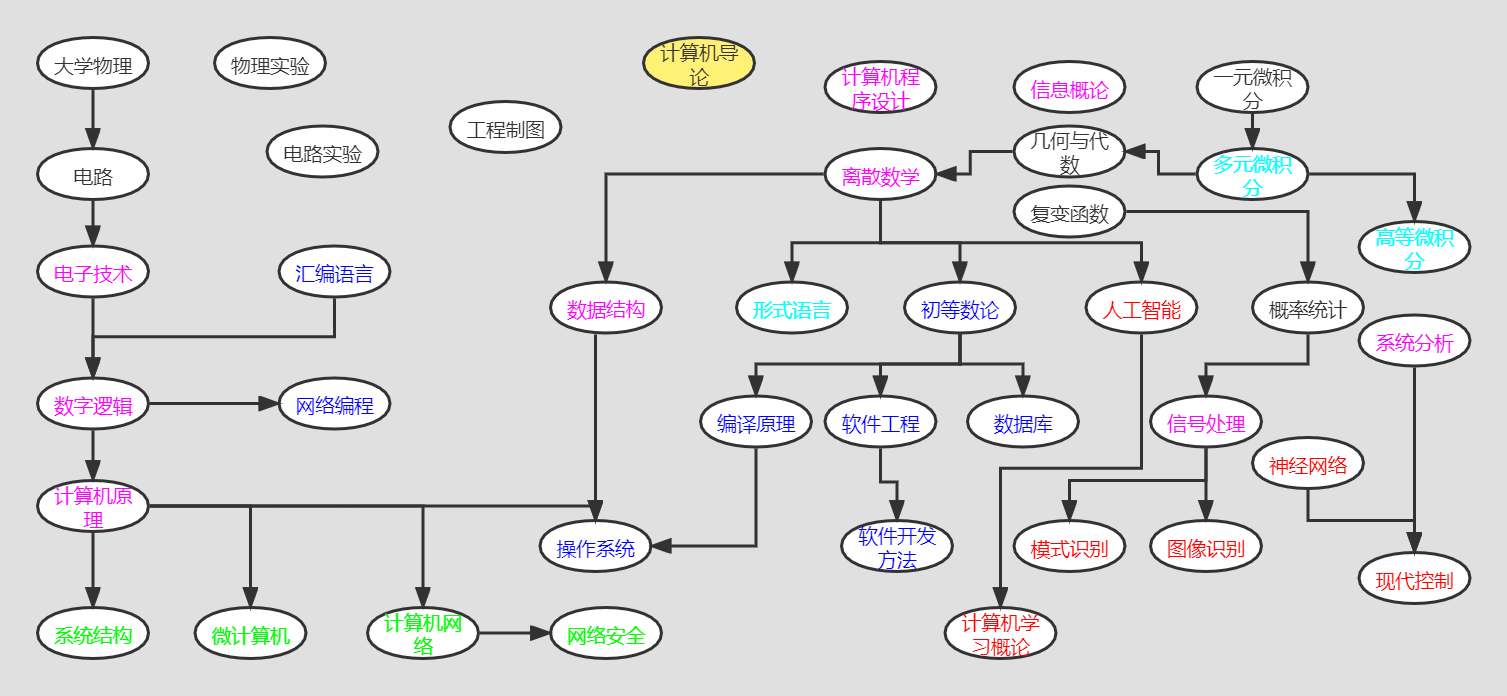 大学物理
物理实验
计算机导
论
计算机程
序设计
信息概论
一元微积
分
工程制图
电路实验
几何与代
数
电路
离散数学
多元微积
分
复变函数
高等微积
分
电子技术
汇编语言
数据结构
形式语言
初等数论
人工智能
概率统计
系统分析
数字逻辑
网络编程
编译原理
软件工程
数据库
信号处理
神经网络
计算机原
理
操作系统
软件开发
方法
模式识别
图像识别
现代控制
系统结构
微计算机
计算机网
络
网络安全
计算机学
习概论